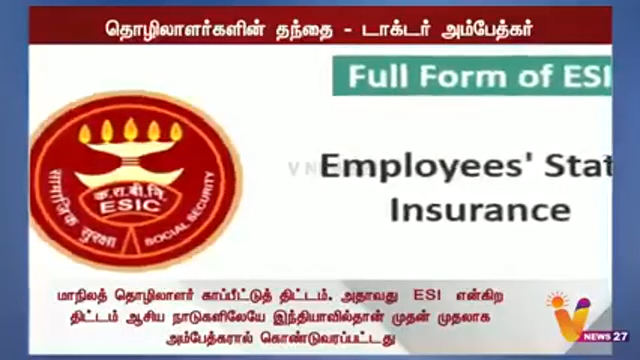 தொழிலாளர்களின் தந்தை - டாக்டர் அம்பேத்கர்
Full Form of ESI
Employees' Stat
Insurance
क.रा.बी.नि.
ESIC
सामाजिक सुरक्षा
SOCIAL SECURITY
மாநிலத் தொழிலாளர் காப்பீட்டுத் திட்டம். அதாவது ESI என்கிற
திட்டம் ஆசிய நாடுகளிலேயே இந்தியாவில்தான் முதன் முதலாக
அம்பேத்கரால் கொண்டுவரப்பட்டது
NEWS 27